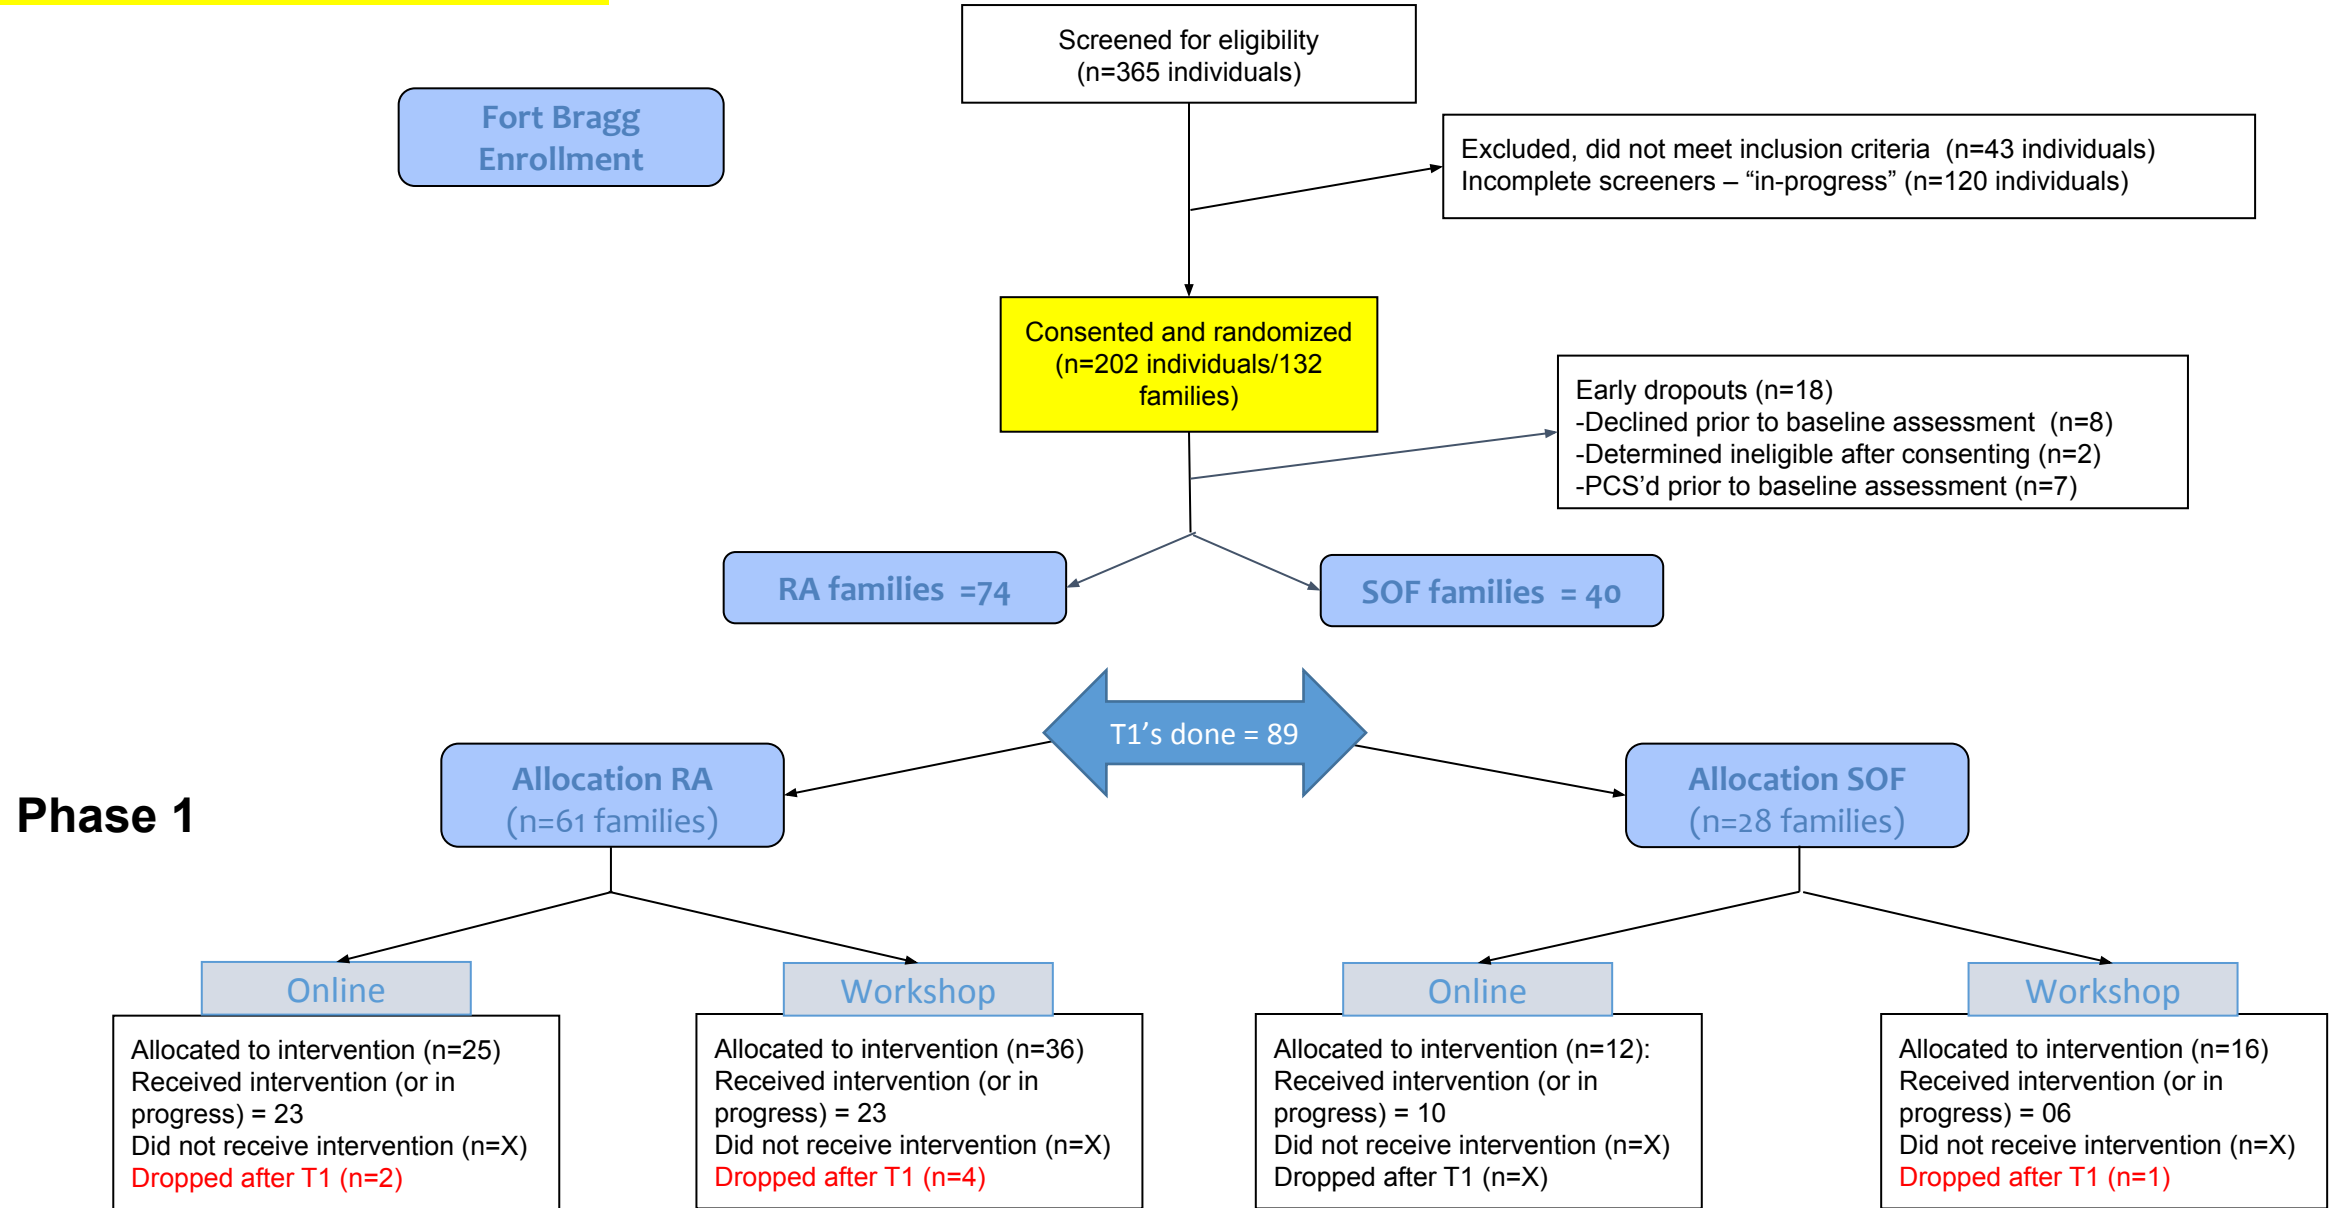 Screened for eligibility
(n=365 individuals)
Fort Bragg
Enrollment
Excluded, did not meet inclusion criteria  (n=43 individuals)
Incomplete screeners – “in-progress” (n=120 individuals)
Consented and randomized
(n=202 individuals/132
families)
Early dropouts (n=18)
-Declined prior to baseline assessment  (n=8)
-Determined ineligible after consenting (n=2)
-PCS’d prior to baseline assessment (n=7)
RA families  =74
SOF families  = 40
T1’s done = 89
Allocation RA
(n=61 families)
Allocation SOF
(n=28 families)
Phase 1
Online
Allocated to intervention (n=25)
Received intervention (or in
progress) = 23
Did not receive intervention (n=X)
Dropped after T1 (n=2)
Workshop
Allocated to intervention (n=36)
Received intervention (or in
progress) = 23
Did not receive intervention (n=X)
Dropped after T1 (n=4)
Online
Allocated to intervention (n=12):
Received intervention (or in
progress) = 10
Did not receive intervention (n=X)
Dropped after T1 (n=X)
Workshop
Allocated to intervention (n=16)
Received intervention (or in
progress) = 06
Did not receive intervention (n=X)
Dropped after T1 (n=1)